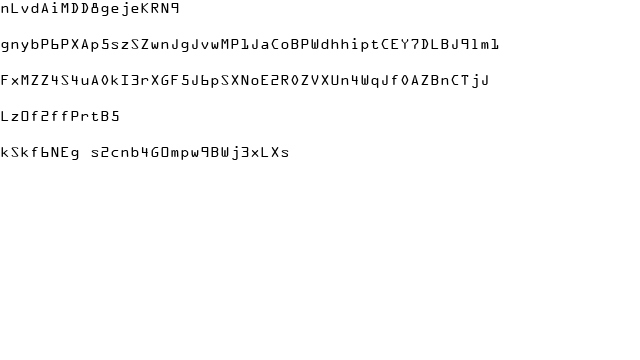 nLvdAiMDD8gejeKRN9
gnybP6PXAp5szSZwnJgJvwMP1JaCoBPWdhhiptCEY7DLBJ9lm1
FxMZZ4S4uA0kI3rXGF5J6pSXNoE2R0ZVXUn4WqJf0AZBnCTjJ
LzOf2ffPrtB5
kSkf6NEg s2cnb4GOmpw9BWj3xLXs